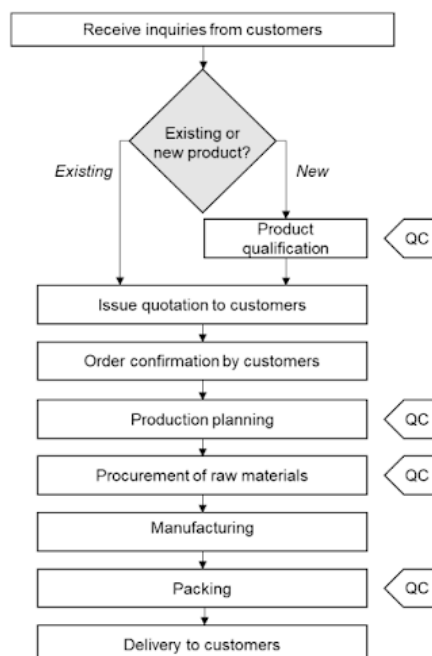 Receive inquiries from customers
Existing or
new product?
Existing
New
Product
qualification
QC
Issue quotation to customers
Order confirmation by customers
Production planning
QC
Procurement of raw materials
QC
Manufacturing
Packing
QC
Delivery to customers